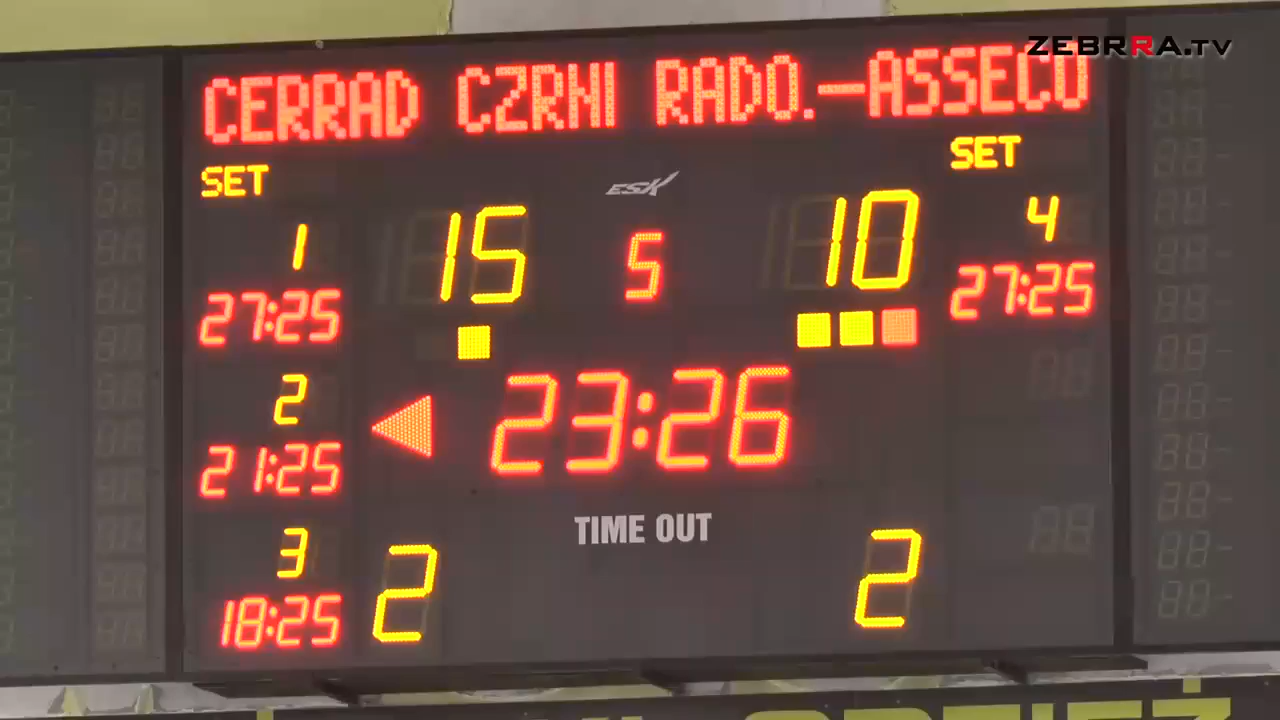 ZEBRRA.TV
CERRAD CZRNI RADO.-ASSECO
SET
SET
ESK
1
15
5
10
4
27:25
27:25
2
23:26
21:25
TIME OUT
3
2
2
18:25